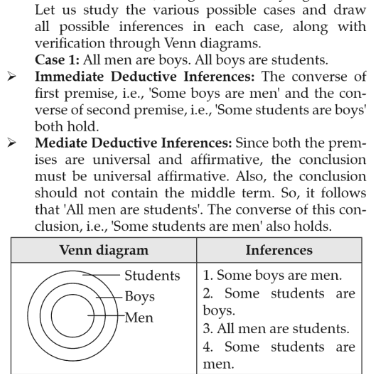 Let us study the various possible cases and draw
all possible inferences in each case, along with
verification through Venn diagrams.
Case 1: All men are boys. All boys are students.
➤ Immediate Deductive Inferences: The converse of
first premise, i.e., 'Some boys are men' and the con-
verse of second premise, i.e., 'Some students are boys'
both hold.
➤ Mediate Deductive Inferences: Since both the prem-
ises are universal and affirmative, the conclusion
must be universal affirmative. Also, the conclusion
should not contain the middle term. So, it follows
that 'All men are students'. The converse of this con-
clusion, i.e., 'Some students are men' also holds.
Venn diagram
Students
Boys
Men
Inferences
1. Some boys are men.
2. Some students are
boys.
3. All men are students.
4. Some students are
men.